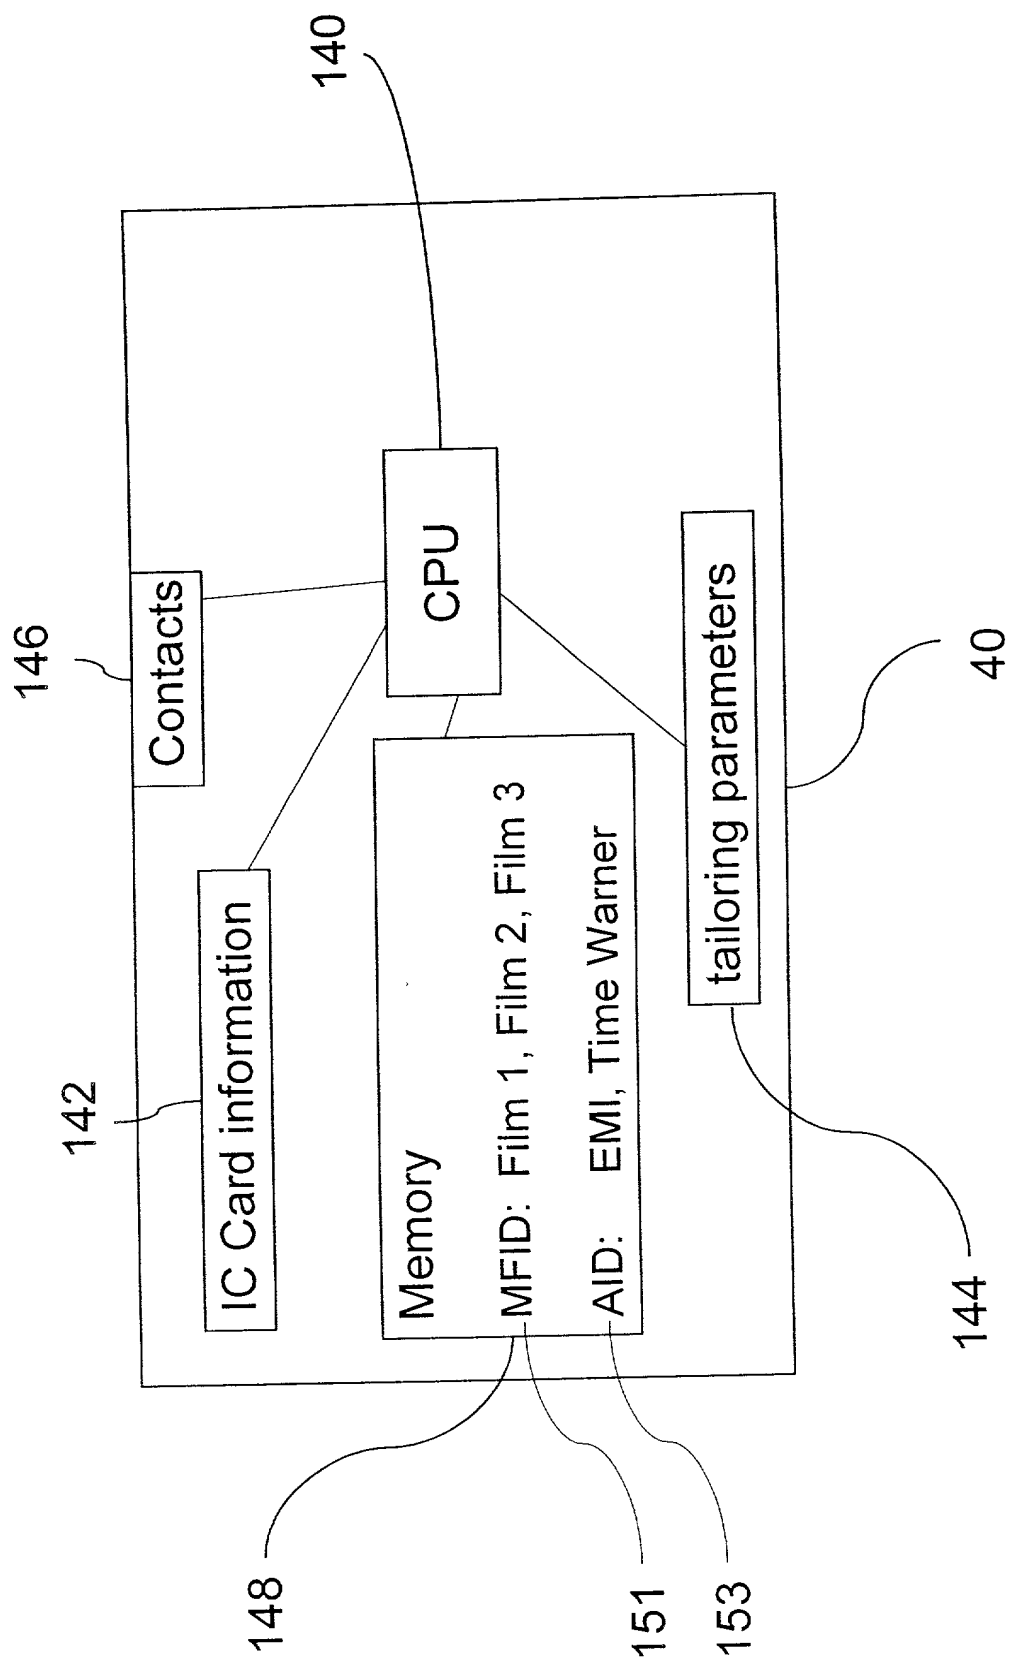 146
142
IC Card information
Contacts
140
CPU
Memory
MFID: Film 1, Film 2, Film 3
AID: EMI, Time Warner
tailoring parameters
148
151
153
144
40